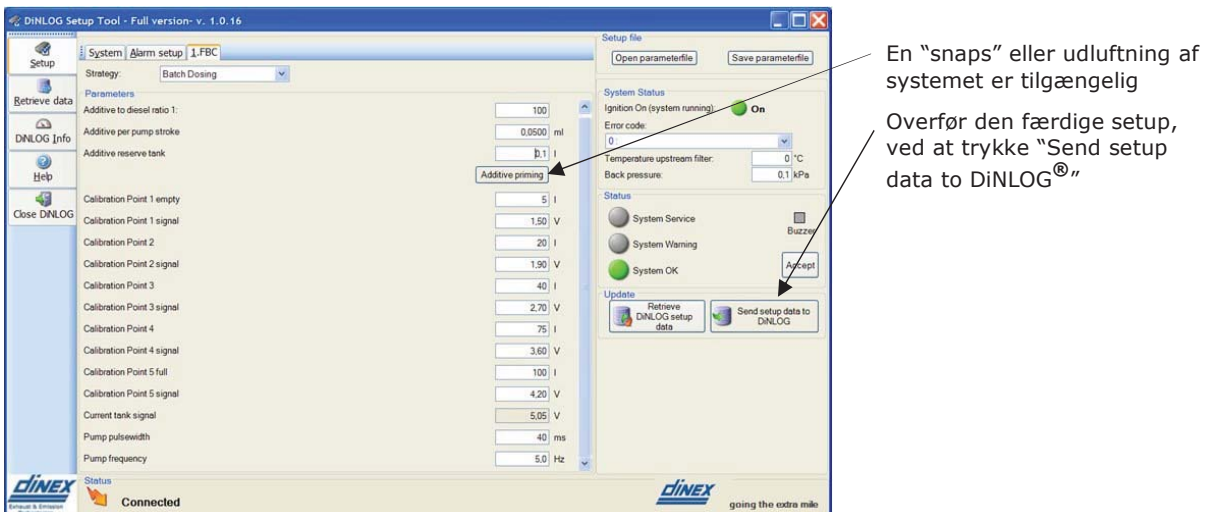 DiNLOG Setup Tool - Full version- v. 1.0.16
Setup
Retrieve data
DiNLOG Info
Help
Close DiNLOG
System Alarm setup 1.FBC
Strategy: Batch Dosing
Parameters
Additive to diesel ratio 1: 100
Additive per pump stroke 0,0500 ml
Additive reserve tank 0,1 l
Additive priming
Calibration Point 1 empty 5 l
Calibration Point 1 signal 1,50 V
Calibration Point 2 20 l
Calibration Point 2 signal 1,90 V
Calibration Point 3 40 l
Calibration Point 3 signal 2,70 V
Calibration Point 4 75 l
Calibration Point 4 signal 3,60 V
Calibration Point 5 full 100 l
Calibration Point 5 signal 4,20 V
Current tank signal 5,05 V
Pump pulsewidth 40 ms
Pump frequency 5,0 Hz
Setup file
Open parameterfile Save parameterfile
System Status
Ignition On (system running): On
Error code:
0 :
Temperature upstream filter: 0 °C
Back pressure: 0,1 kPa
Status
System Service
Buzzer
System Warning
System OK
Accept
Update
Retrieve
DiNLOG setup
data
Send setup data to
DiNLOG
dinex
Exhaust & Emission
Status
Connected
dinex
going the extra mile
En “snaps” eller udluftning af
systemet er tilgængelig
Overfør den færdige setup,
ved at trykke “Send setup
data to DiNLOG®”